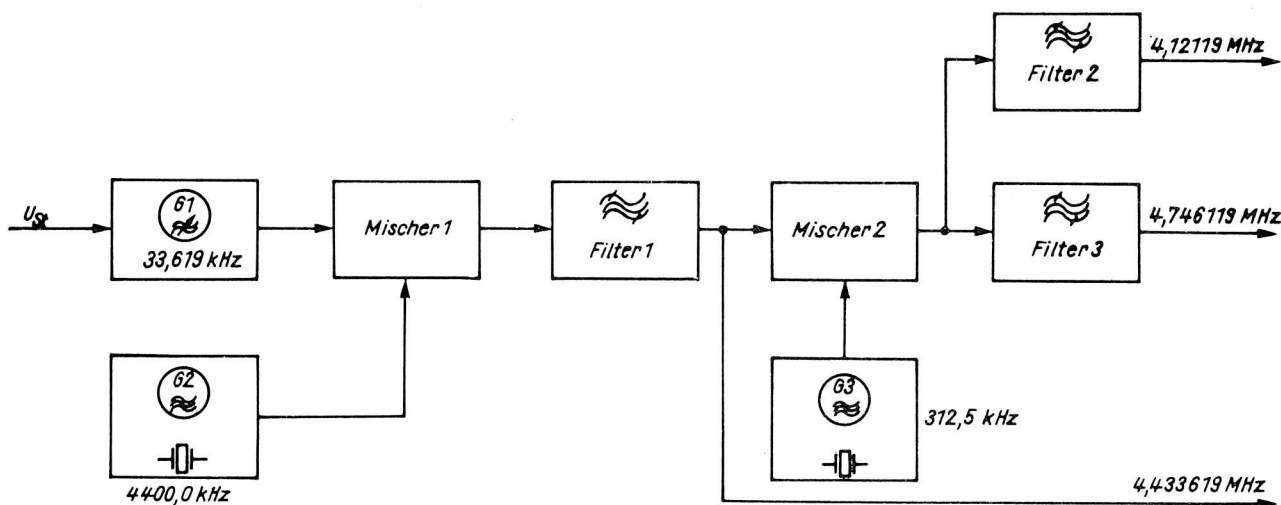 4,12119 MHz
Filter 2
U_St
G1
33,619 kHz
Mischer 1
Filter 1
Mischer 2
Filter 3
4,746119 MHz
G2
4400,0 kHz
G3
312,5 kHz
4,433619 MHz